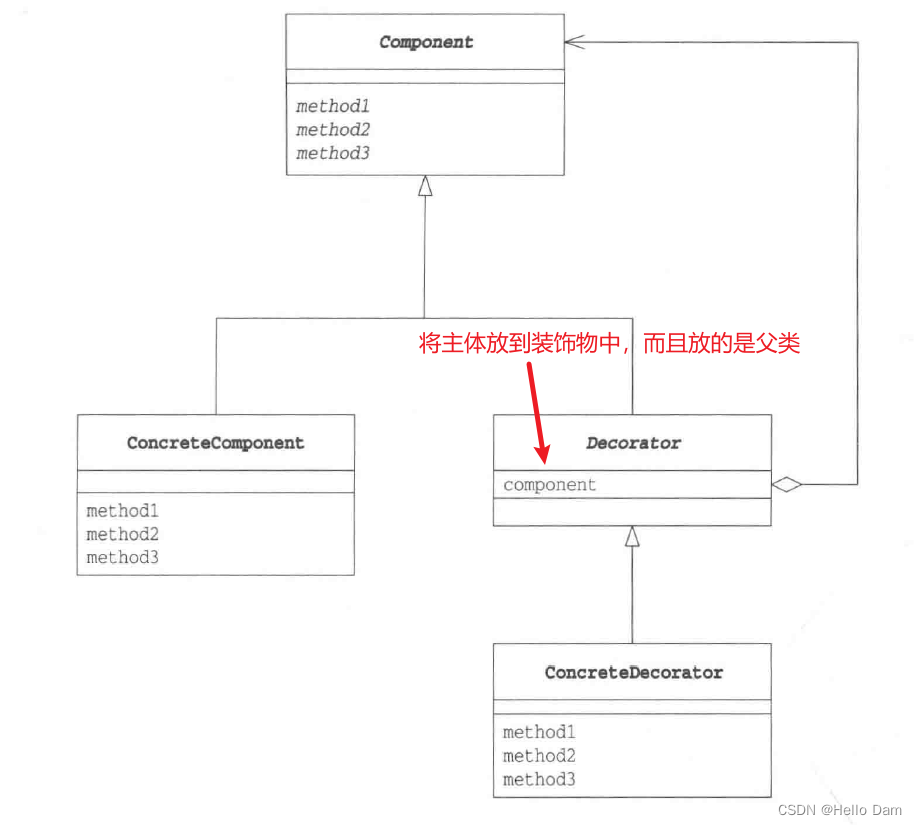 Component
method1
method2
method3
将主体放到装饰物中，而且放的是父类
ConcreteComponent
method1
method2
method3
Decorator
component
ConcreteDecorator
method1
method2
method3
CSDN @Hello Dam